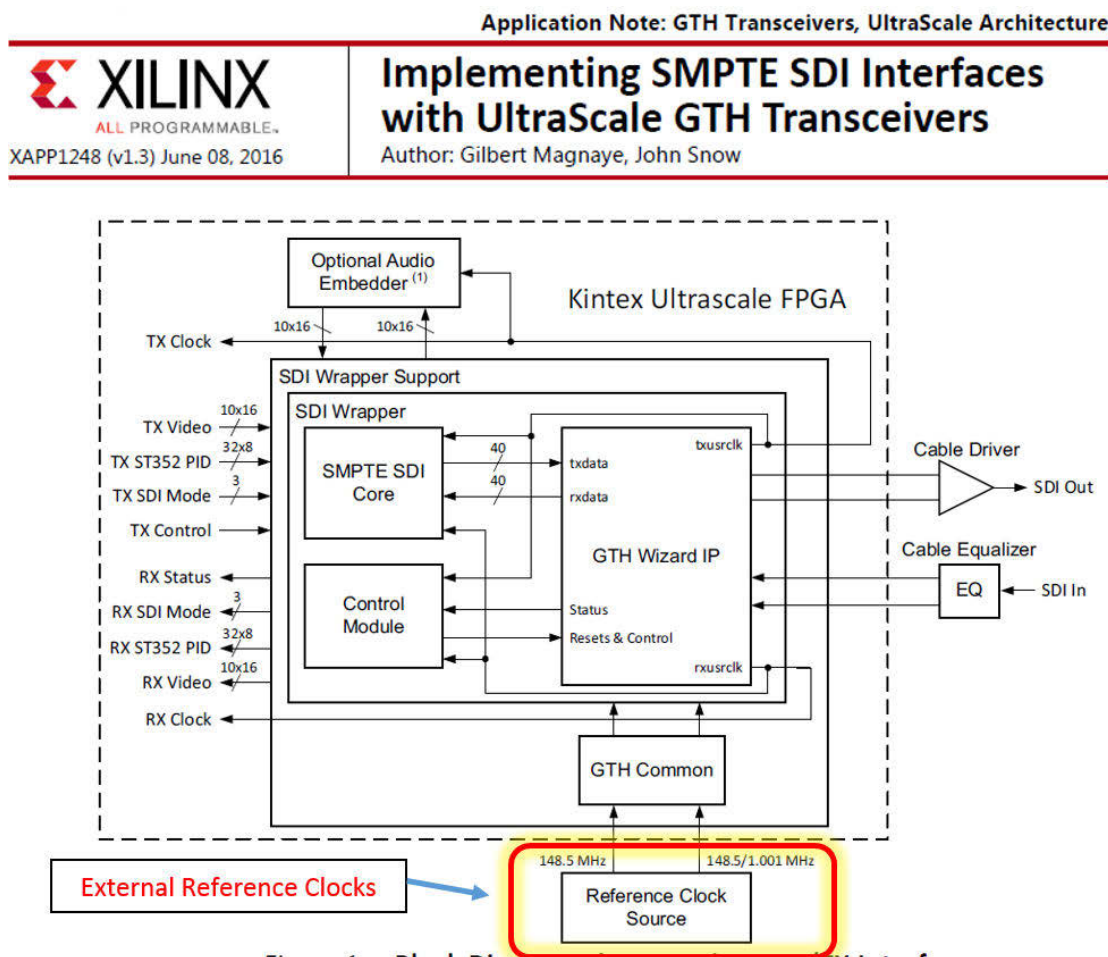 Application Note: GTH Transceivers, UltraScale Architecture
XILINX
ALL PROGRAMMABLE™
XAPP1248 (v1.3) June 08, 2016
Implementing SMPTE SDI Interfaces
with UltraScale GTH Transceivers
Author: Gilbert Magnaye, John Snow
Optional Audio
Embedder (1)
Kintex Ultrascale FPGA
10x16
10x16
TX Clock
SDI Wrapper Support
SDI Wrapper
10x16
TX Video
32x8
TX ST352 PID
3
TX SDI Mode
TX Control
SMPTE SDI
Core
40
40
txdata
rxdata
txusrclk
GTH Wizard IP
Cable Driver
SDI Out
Cable Equalizer
EQ
SDI In
RX Status
3
RX SDI Mode
32x8
RX ST352 PID
10x16
RX Video
RX Clock
Control
Module
Status
Resets & Control
rxusrclk
GTH Common
148.5 MHz
148.5/1.001 MHz
External Reference Clocks
Reference Clock
Source